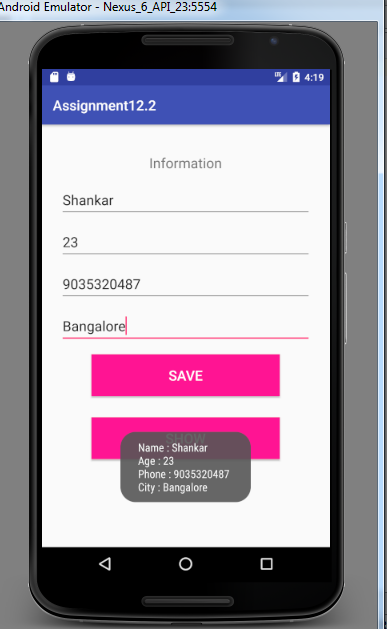 Android Emulator - Nexus_6_API_23:5554
LTE 4:19
Assignment12.2
Information
Shankar
23
9035320487
Bangalore
SAVE
SHOW
Name : Shankar
Age : 23
Phone : 9035320487
City : Bangalore